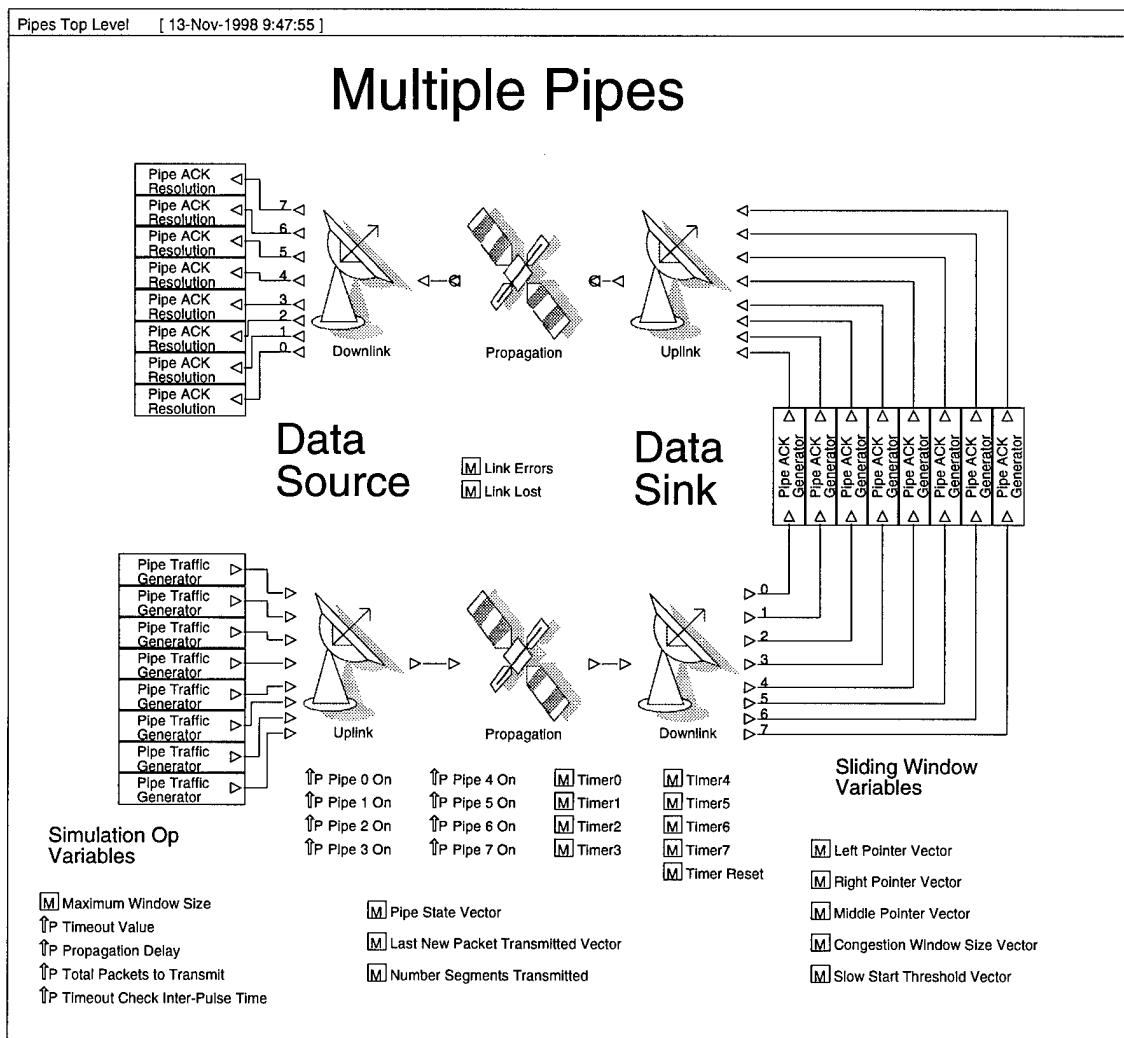 Pipes Top Level [ 13-Nov-1998 9:47:55 ]
Multiple Pipes
Pipe ACK
Resolution
Pipe ACK
Resolution
Pipe ACK
Resolution
Pipe ACK
Resolution
Pipe ACK
Resolution
Pipe ACK
Resolution
Pipe ACK
Resolution
Pipe ACK
Resolution
7
6
5
4
3
2
1
0
Downlink
Propagation
Uplink
Data
Source
M Link Errors
M Link Lost
Data
Sink
Pipe ACK
Generator
Pipe ACK
Generator
Pipe ACK
Generator
Pipe ACK
Generator
Pipe ACK
Generator
Pipe ACK
Generator
Pipe ACK
Generator
Pipe ACK
Generator
Pipe Traffic
Generator
Pipe Traffic
Generator
Pipe Traffic
Generator
Pipe Traffic
Generator
Pipe Traffic
Generator
Pipe Traffic
Generator
Pipe Traffic
Generator
Pipe Traffic
Generator
Uplink
Propagation
Downlink
0
1
2
3
4
5
6
7
⇑P Pipe 0 On
⇑P Pipe 1 On
⇑P Pipe 2 On
⇑P Pipe 3 On
⇑P Pipe 4 On
⇑P Pipe 5 On
⇑P Pipe 6 On
⇑P Pipe 7 On
M Timer0
M Timer1
M Timer2
M Timer3
M Timer4
M Timer5
M Timer6
M Timer7
M Timer Reset
Simulation Op
Variables
M Maximum Window Size
⇑P Timeout Value
⇑P Propagation Delay
⇑P Total Packets to Transmit
⇑P Timeout Check Inter-Pulse Time
M Pipe State Vector
M Last New Packet Transmitted Vector
M Number Segments Transmitted
Sliding Window
Variables
M Left Pointer Vector
M Right Pointer Vector
M Middle Pointer Vector
M Congestion Window Size Vector
M Slow Start Threshold Vector